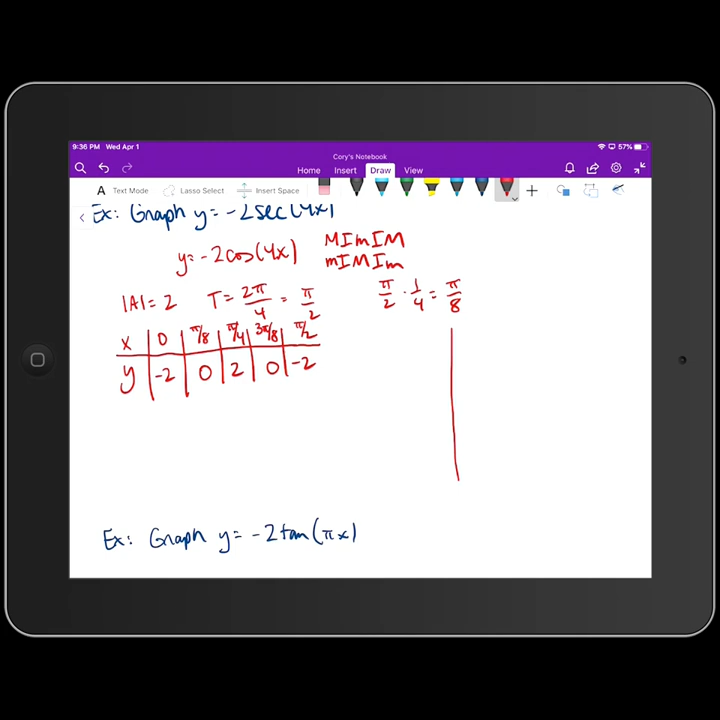 9:36 PM Wed Apr 1 57%
Cory's Notebook
Home Insert Draw View
A Text Mode Lasso Select Insert Space
Ex: Graph y = -2sec(4x)
y = -2cos(4x) MImIM
mIMIm
|A| = 2 T = 2π/4 = π/2 π/2 · 1/4 = π/8
x 0 π/8 π/4 3π/8 π/2
y -2 0 2 0 -2
Ex: Graph y = -2tan(πx)